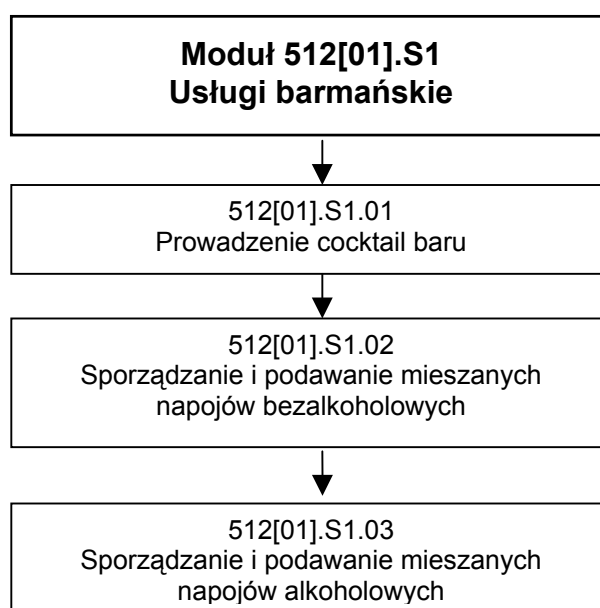 Moduł 512[01].S1
Usługi barmańskie
512[01].S1.01
Prowadzenie cocktail baru
512[01].S1.02
Sporządzanie i podawanie mieszanych
napojów bezalkoholowych
512[01].S1.03
Sporządzanie i podawanie mieszanych
napojów alkoholowych